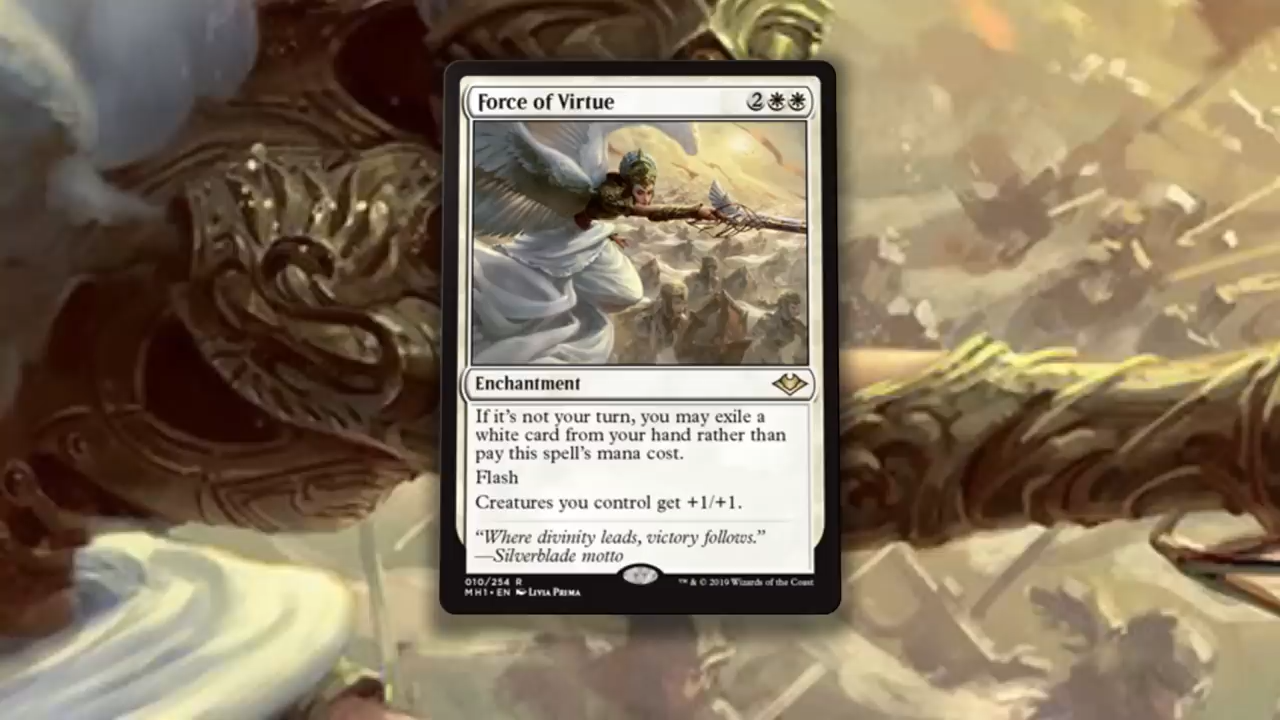 Force of Virtue 2
Enchantment
If it's not your turn, you may exile a
white card from your hand rather than
pay this spell's mana cost.
Flash
Creatures you control get +1/+1.
“Where divinity leads, victory follows.”
—Silverblade motto
010/254 R
MH1 • EN Livia Prima
™ & © 2019 Wizards of the Coast